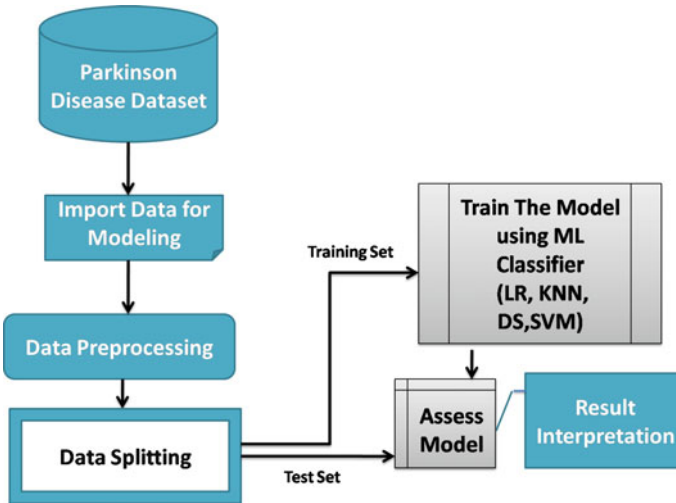 Parkinson
Disease Dataset
Import Data for
Modeling
Data Preprocessing
Data Splitting
Training Set
Test Set
Train The Model
using ML
Classifier
(LR, KNN,
DS,SVM)
Assess
Model
Result
Interpretation